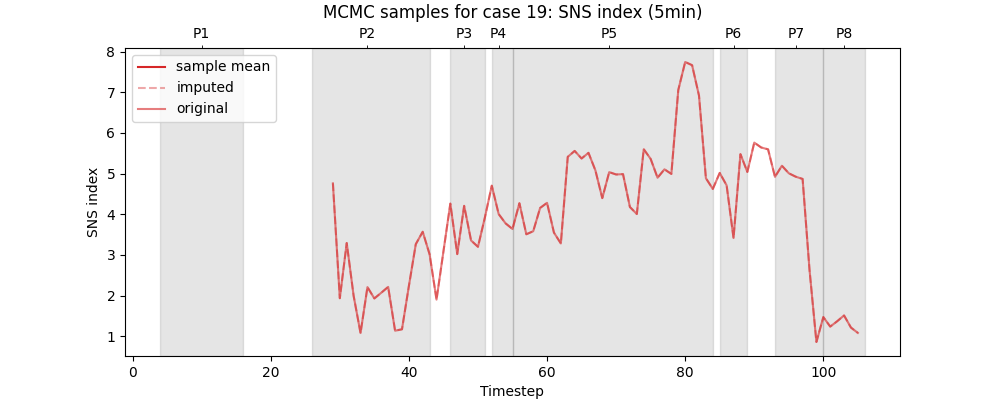 MCMC samples for case 19: SNS index (5min)
P1 P2 P3 P4 P5 P6 P7 P8
sample mean
imputed
original
8
7
6
5
4
3
2
1
SNS index
0 20 40 60 80 100
Timestep